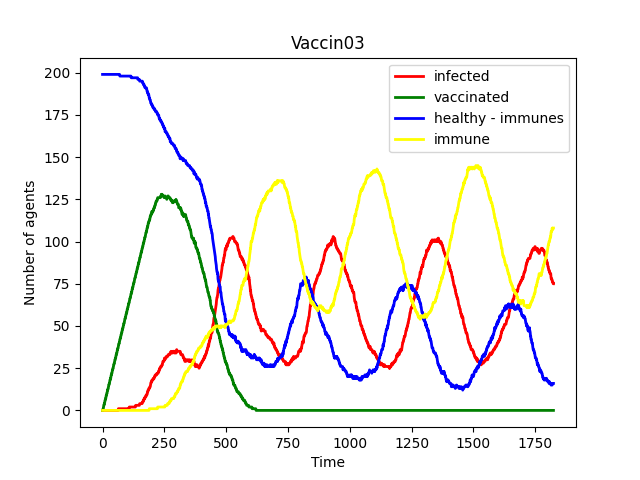 Vaccin03
infected
vaccinated
healthy - immunes
immune
Number of agents
200
175
150
125
100
75
50
25
0
0 250 500 750 1000 1250 1500 1750
Time